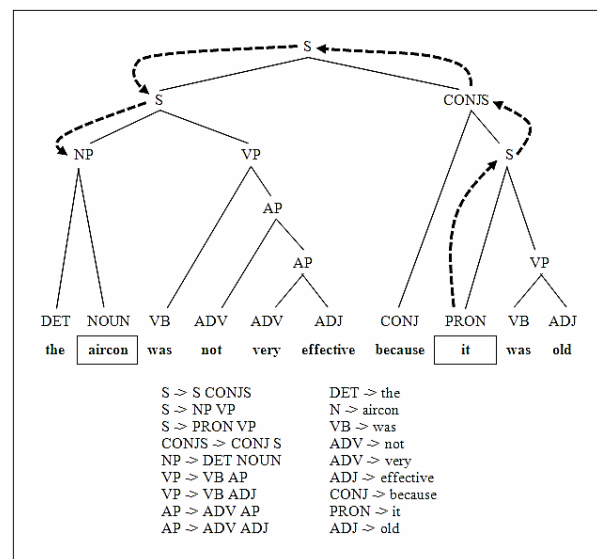 S
S CONJS
NP VP S
AP
AP VP
DET NOUN VB ADV ADV ADJ CONJ PRON VB ADJ
the aircon was not very effective because it was old
S -> S CONJS
S -> NP VP
S -> PRON VP
CONJS -> CONJ S
NP -> DET NOUN
VP -> VB AP
VP -> VB ADJ
AP -> ADV AP
AP -> ADV ADJ
DET -> the
N -> aircon
VB -> was
ADV -> not
ADV -> very
ADJ -> effective
CONJ -> because
PRON -> it
ADJ -> old